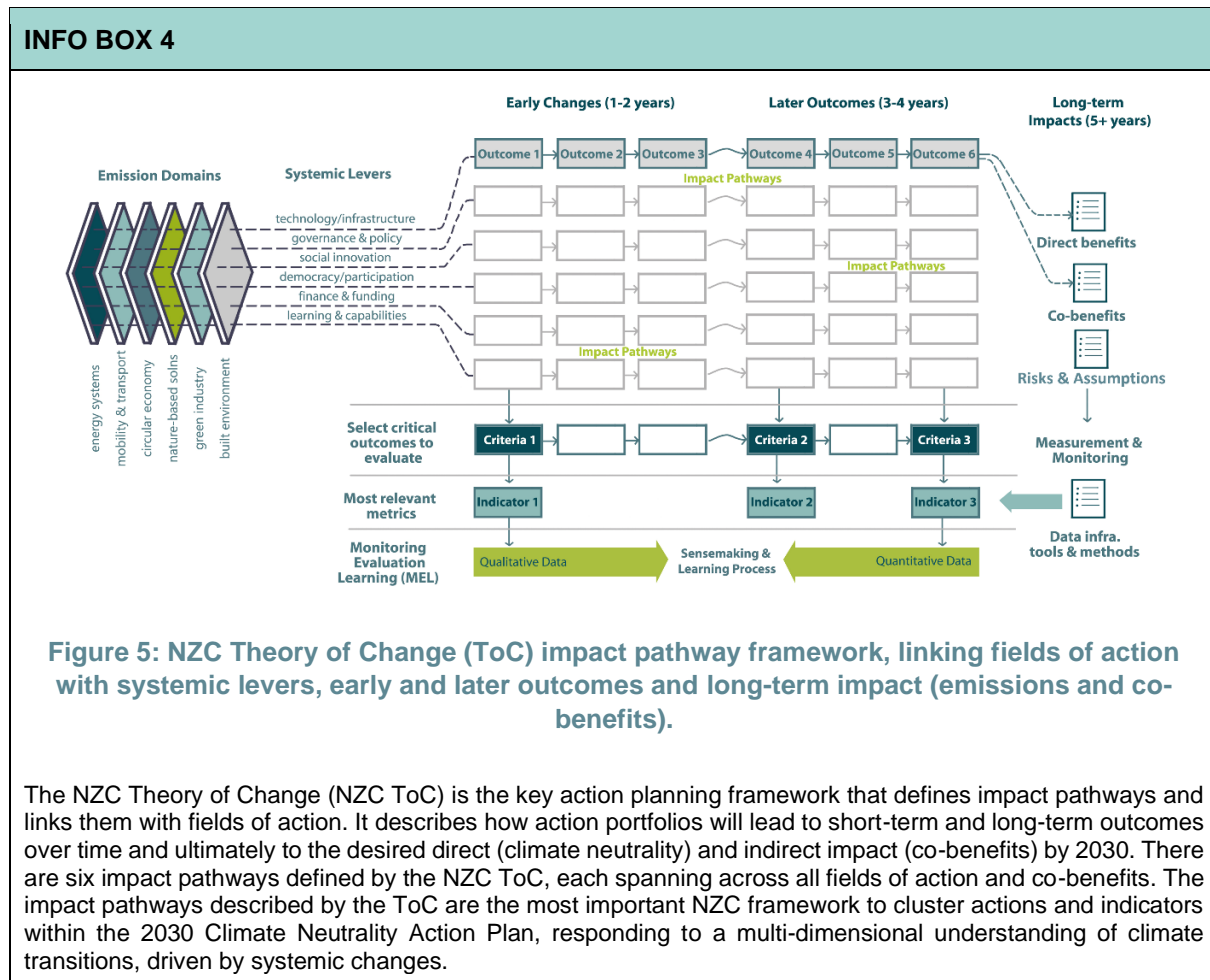 INFO BOX 4
Early Changes (1-2 years)
Later Outcomes (3-4 years)
Long-term
Impacts (5+ years)
Emission Domains
Systemic Levers
Outcome 1
Outcome 2
Outcome 3
Outcome 4
Outcome 5
Outcome 6
Impact Pathways
technology/infrastructure
governance & policy
social innovation
democracy/participation
finance & funding
learning & capabilities
Impact Pathways
Impact Pathways
Direct benefits
Co-benefits
Risks & Assumptions
energy systems
mobility & transport
circular economy
nature-based solns
green industry
built environment
Select critical
outcomes to
evaluate
Criteria 1
Criteria 2
Criteria 3
Measurement &
Monitoring
Most relevant
metrics
Indicator 1
Indicator 2
Indicator 3
Data infra.
tools & methods
Monitoring
Evaluation
Learning (MEL)
Qualitative Data
Sensemaking &
Learning Process
Quantitative Data
Figure 5: NZC Theory of Change (ToC) impact pathway framework, linking fields of action
with systemic levers, early and later outcomes and long-term impact (emissions and co-
benefits).
The NZC Theory of Change (NZC ToC) is the key action planning framework that defines impact pathways and
links them with fields of action. It describes how action portfolios will lead to short-term and long-term outcomes
over time and ultimately to the desired direct (climate neutrality) and indirect impact (co-benefits) by 2030. There
are six impact pathways defined by the NZC ToC, each spanning across all fields of action and co-benefits. The
impact pathways described by the ToC are the most important NZC framework to cluster actions and indicators
within the 2030 Climate Neutrality Action Plan, responding to a multi-dimensional understanding of climate
transitions, driven by systemic changes.